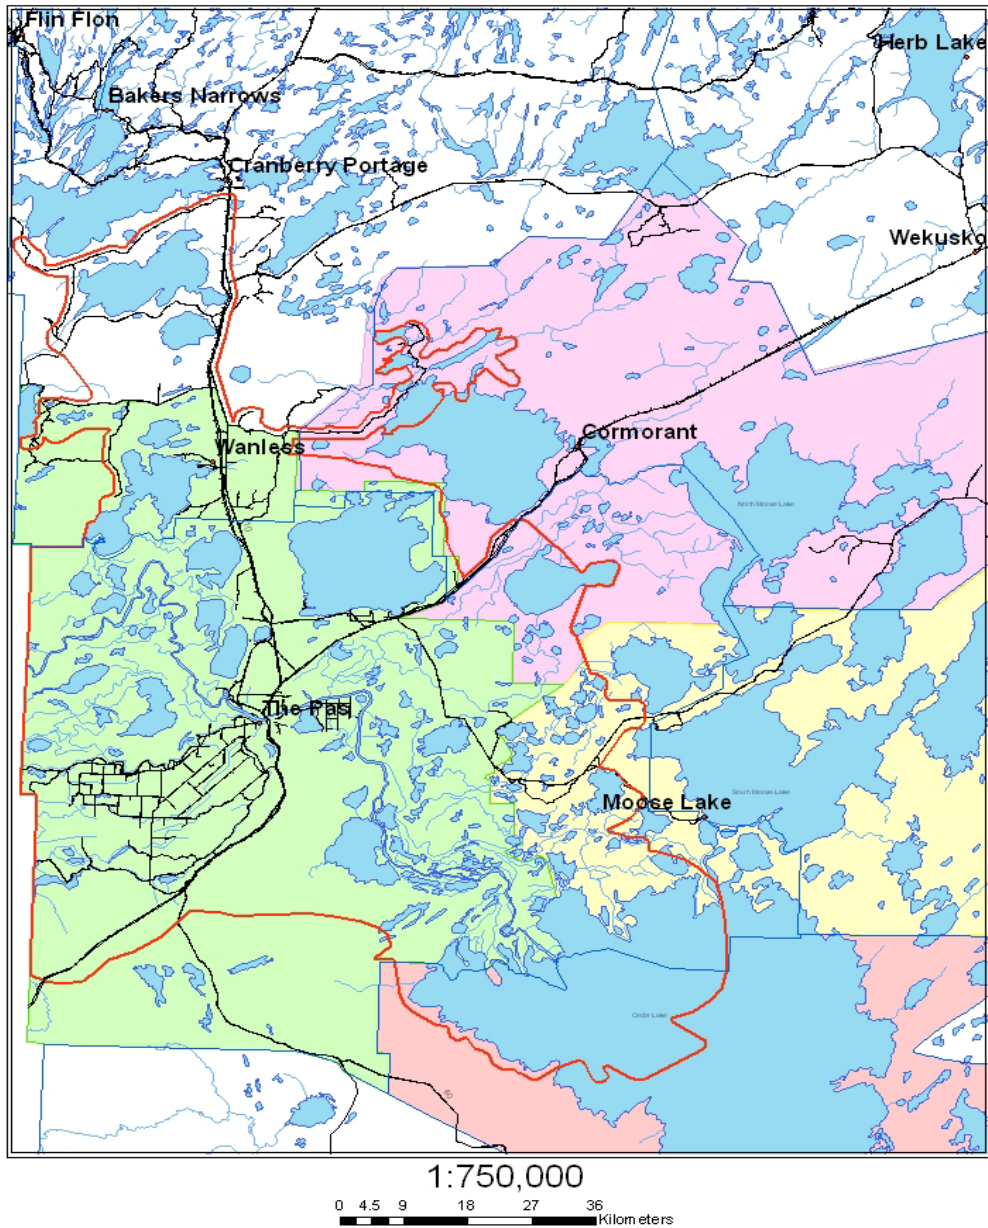 Flin Flon
Herb Lake
Bakers Narrows
Cranberry Portage
Wekusko
Cormorant
Wanless
North Moose Lake
The Pas
South Moose Lake
Moose Lake
Cedar Lake
60
1:750,000
0 4.5 9 18 27 36
Kilometers